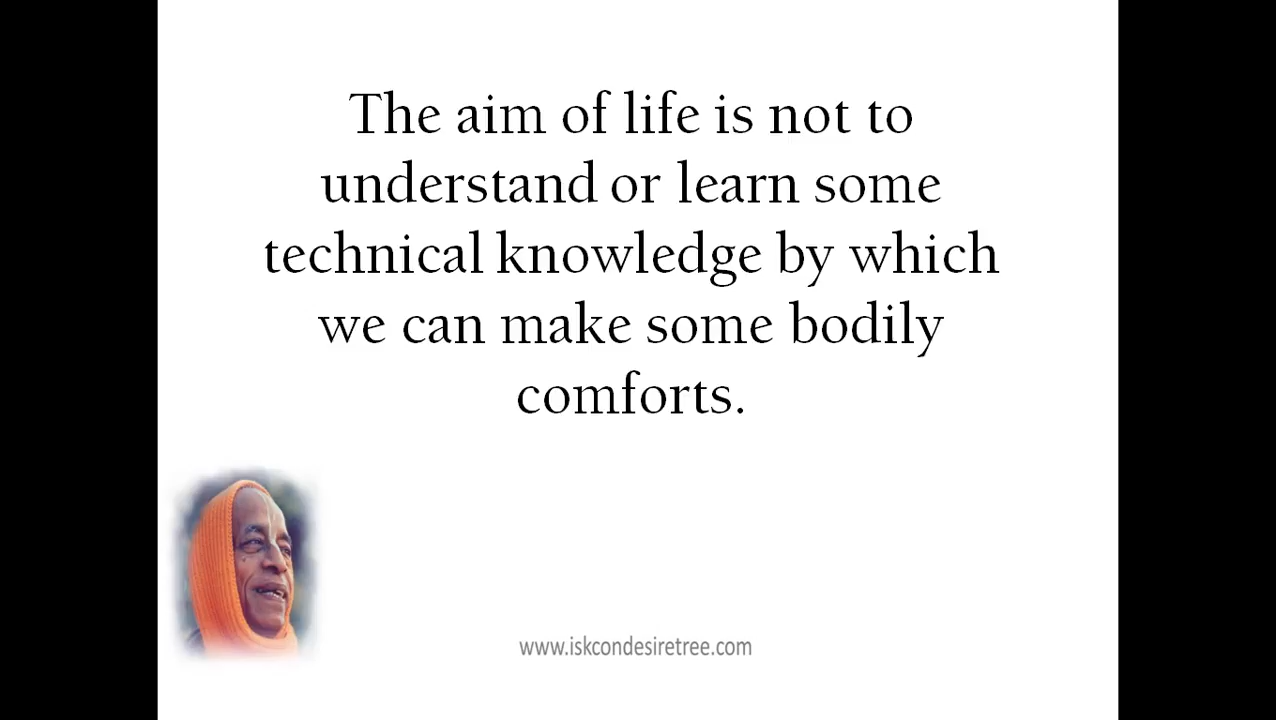 The aim of life is not to
understand or learn some
technical knowledge by which
we can make some bodily
comforts.
www.iskcondesiretree.com